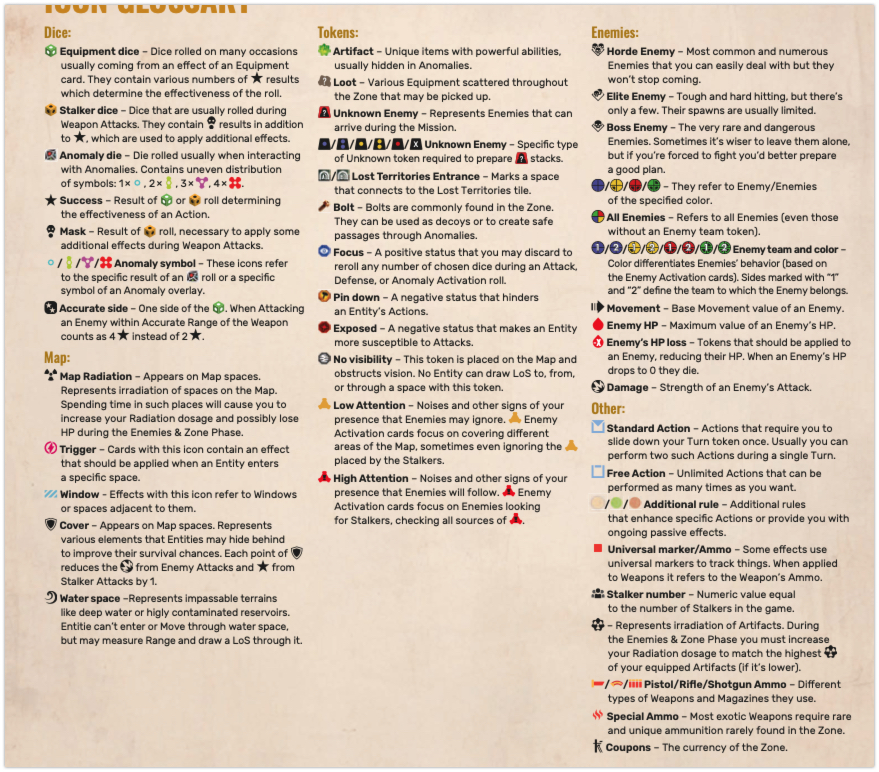 ICON GLOSSARY
Dice:
Equipment dice – Dice rolled on many occasions
usually coming from an effect of an Equipment
card. They contain various numbers of ★ results
which determine the effectiveness of the roll.
Stalker dice – Dice that are usually rolled during
Weapon Attacks. They contain results in addition
to ★, which are used to apply additional effects.
Anomaly die – Die rolled usually when interacting
with Anomalies. Contains uneven distribution
of symbols: 1× , 2× , 3× , 4× .
★ Success – Result of or roll determining
the effectiveness of an Action.
Mask – Result of roll, necessary to apply some
additional effects during Weapon Attacks.
/ / / Anomaly symbol – These icons refer
to the specific result of an roll or a specific
symbol of an Anomaly overlay.
Accurate side – One side of the . When Attacking
an Enemy within Accurate Range of the Weapon
counts as 4 ★ instead of 2 ★.
Map:
Map Radiation – Appears on Map spaces.
Represents irradiation of spaces on the Map.
Spending time in such places will cause you to
increase your Radiation dosage and possibly lose
HP during the Enemies & Zone Phase.
Trigger – Cards with this icon contain an effect
that should be applied when an Entity enters
a specific space.
Window – Effects with this icon refer to Windows
or spaces adjacent to them.
Cover – Appears on Map spaces. Represents
various elements that Entities may hide behind
to improve their survival chances. Each point of
reduces the from Enemy Attacks and ★ from
Stalker Attacks by 1.
Water space –Represents impassable terrains
like deep water or higly contaminated reservoirs.
Entitie can't enter or Move through water space,
but may measure Range and draw a LoS through it.
Tokens:
Artifact – Unique items with powerful abilities,
usually hidden in Anomalies.
Loot – Various Equipment scattered throughout
the Zone that may be picked up.
Unknown Enemy – Represents Enemies that can
arrive during the Mission.
/ / / / / X Unknown Enemy – Specific type
of Unknown token required to prepare stacks.
/ Lost Territories Entrance – Marks a space
that connects to the Lost Territories tile.
Bolt – Bolts are commonly found in the Zone.
They can be used as decoys or to create safe
passages through Anomalies.
Focus – A positive status that you may discard to
reroll any number of chosen dice during an Attack,
Defense, or Anomaly Activation roll.
Pin down – A negative status that hinders
an Entity's Actions.
Exposed – A negative status that makes an Entity
more susceptible to Attacks.
No visibility – This token is placed on the Map and
obstructs vision. No Entity can draw LoS to, from,
or through a space with this token.
Low Attention – Noises and other signs of your
presence that Enemies may ignore. Enemy
Activation cards focus on covering different
areas of the Map, sometimes even ignoring the
placed by the Stalkers.
High Attention – Noises and other signs of your
presence that Enemies will follow. Enemy
Activation cards focus on Enemies looking
for Stalkers, checking all sources of .
Enemies:
Horde Enemy – Most common and numerous
Enemies that you can easily deal with but they
won't stop coming.
Elite Enemy – Tough and hard hitting, but there's
only a few. Their spawns are usually limited.
Boss Enemy – The very rare and dangerous
Enemies. Sometimes it's wiser to leave them alone,
but if you're forced to fight you'd better prepare
a good plan.
/ / / – They refer to Enemy/Enemies
of the specified color.
All Enemies – Refers to all Enemies (even those
without an Enemy team token).
1/2/ / /1/2/1/2 Enemy team and color –
Color differentiates Enemies' behavior (based on
the Enemy Activation cards). Sides marked with "1"
and "2" define the team to which the Enemy belongs.
Movement – Base Movement value of an Enemy.
Enemy HP – Maximum value of an Enemy's HP.
Enemy's HP loss – Tokens that should be applied to
an Enemy, reducing their HP. When an Enemy's HP
drops to 0 they die.
Damage – Strength of an Enemy's Attack.
Other:
Standard Action – Actions that require you to
slide down your Turn token once. Usually you can
perform two such Actions during a single Turn.
Free Action – Unlimited Actions that can be
performed as many times as you want.
/ / Additional rule – Additional rules
that enhance specific Actions or provide you with
ongoing passive effects.
Universal marker/Ammo – Some effects use
universal markers to track things. When applied
to Weapons it refers to the Weapon's Ammo.
Stalker number – Numeric value equal
to the number of Stalkers in the game.
– Represents irradiation of Artifacts. During
the Enemies & Zone Phase you must increase
your Radiation dosage to match the highest
of your equipped Artifacts (if it's lower).
/ / Pistol/Rifle/Shotgun Ammo – Different
types of Weapons and Magazines they use.
Special Ammo – Most exotic Weapons require rare
and unique ammunition rarely found in the Zone.
Coupons – The currency of the Zone.